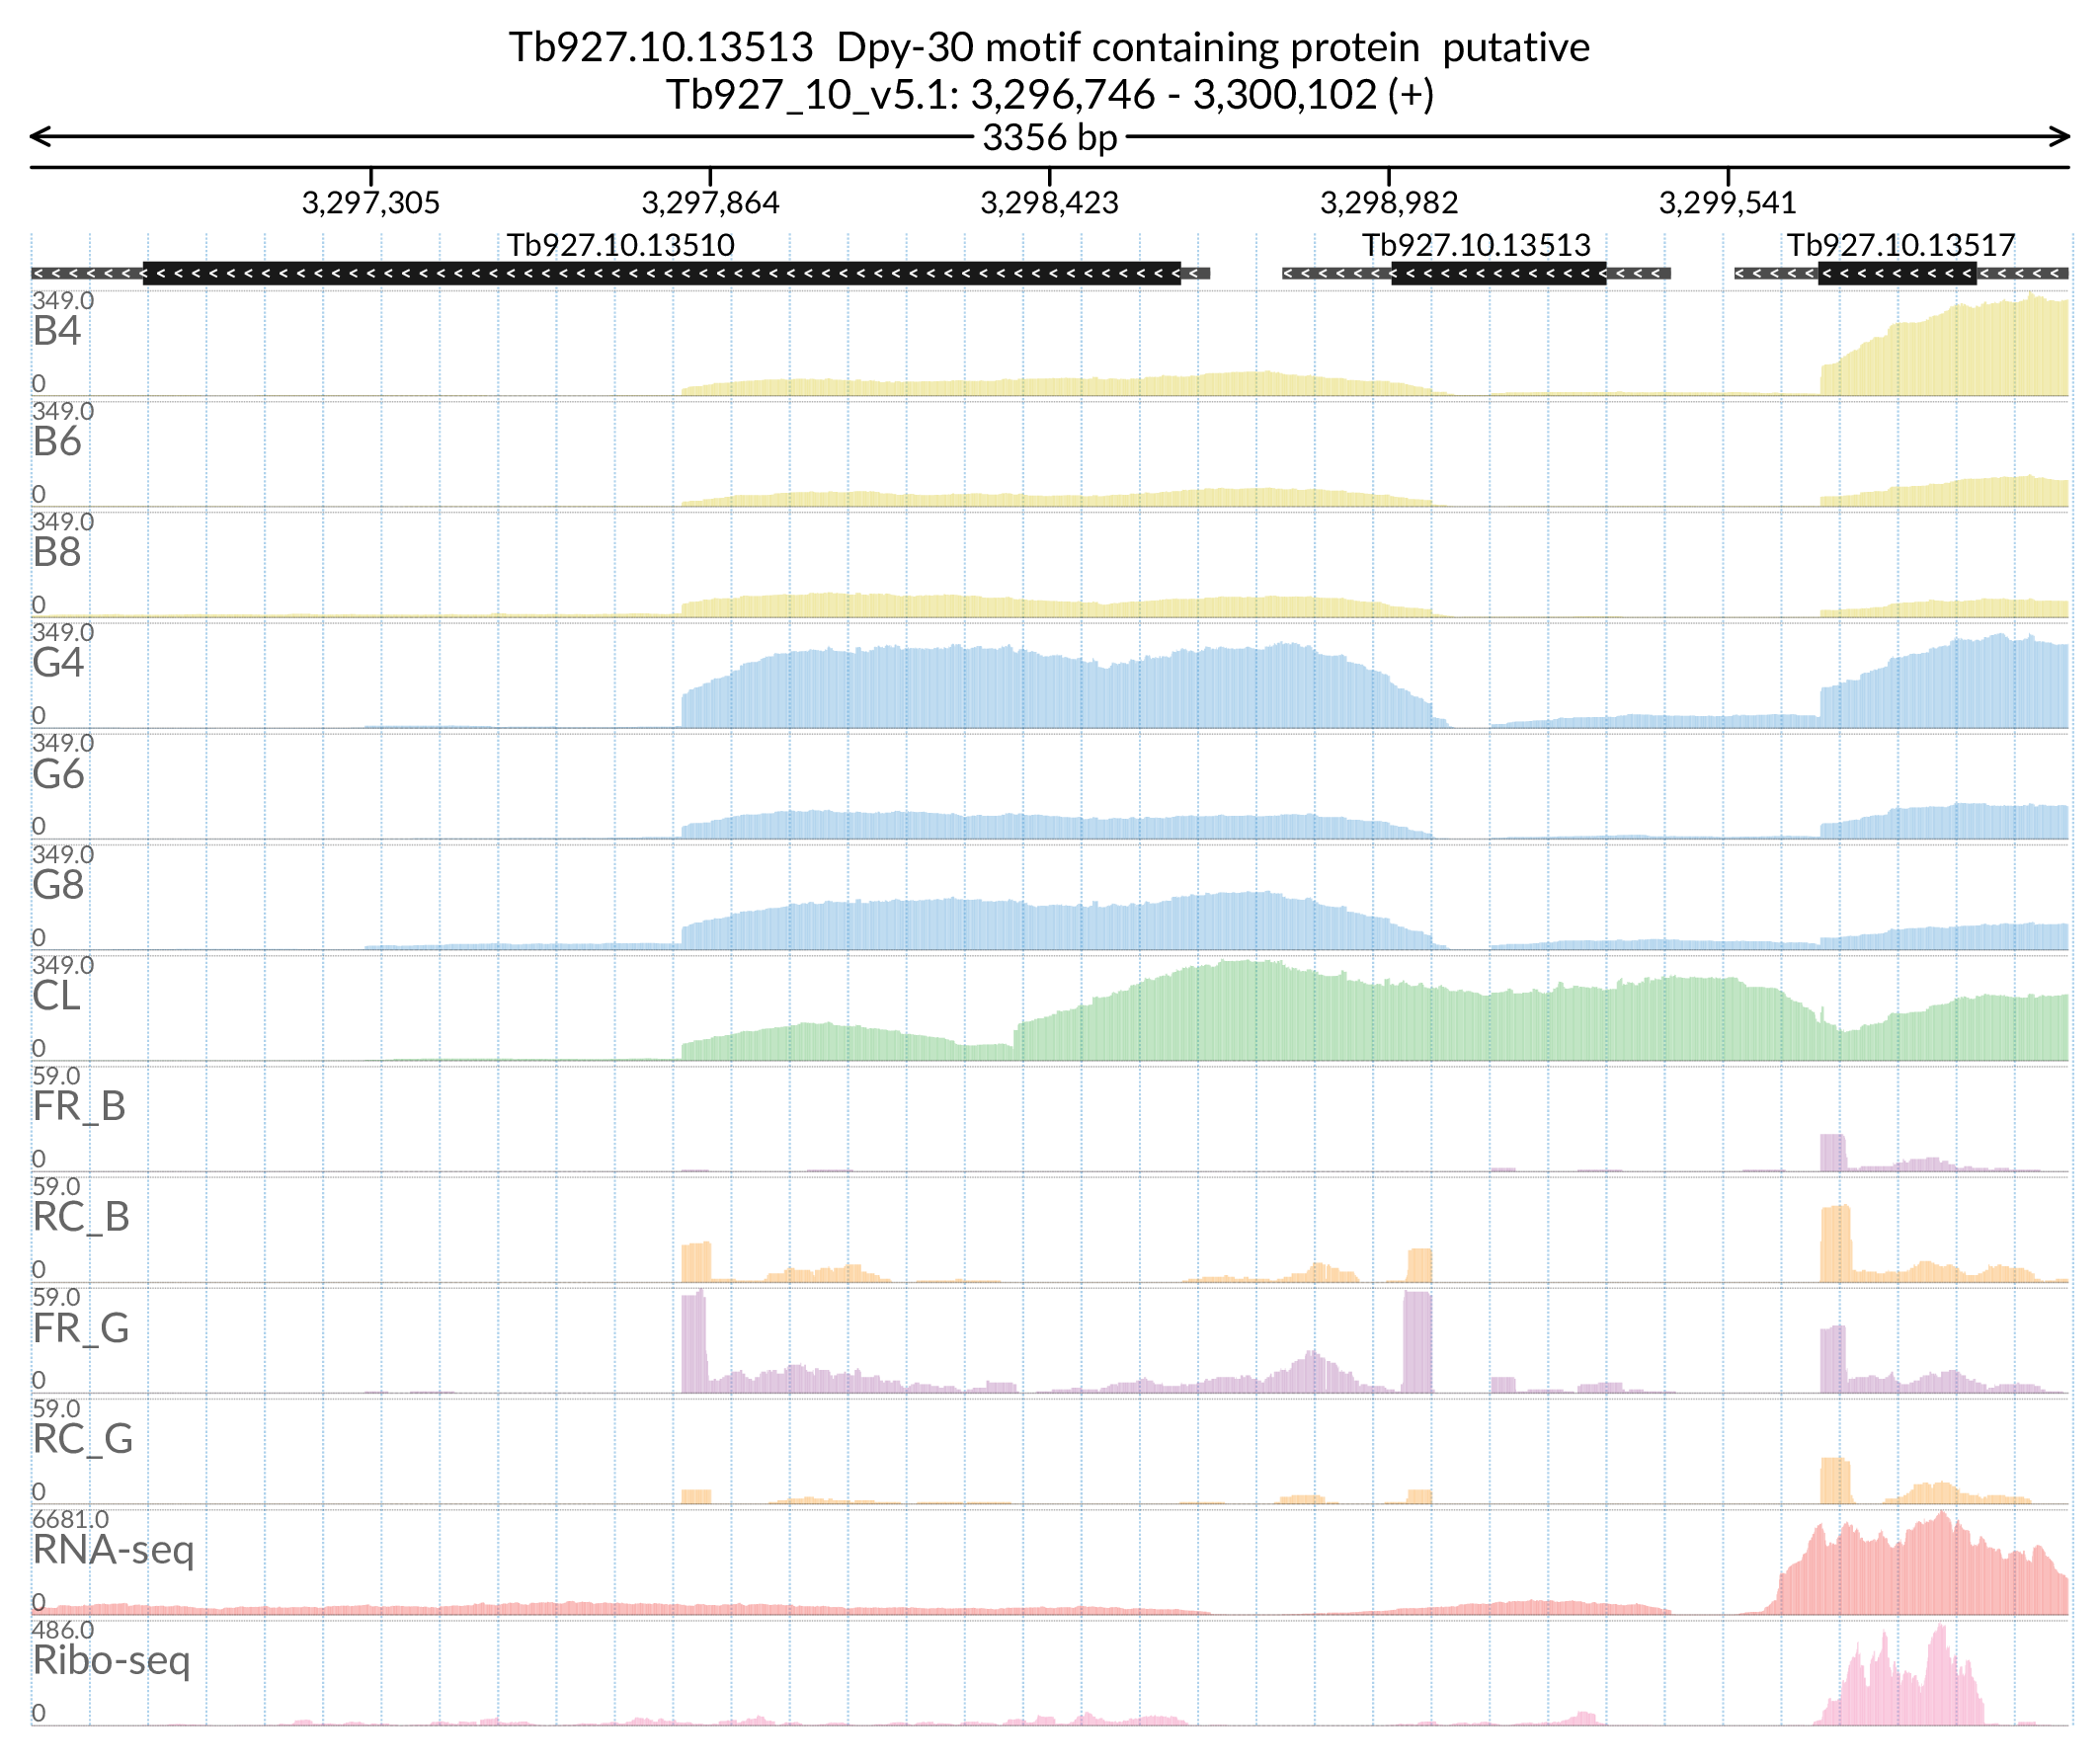 Tb927.10.13513  Dpy-30 motif containing protein  putative
Tb927_10_v5.1: 3,296,746 - 3,300,102 (+)
3356 bp
3,297,305 3,297,864 3,298,423 3,298,982 3,299,541
Tb927.10.13510 Tb927.10.13513 Tb927.10.13517
349.0
B4
0
349.0
B6
0
349.0
B8
0
349.0
G4
0
349.0
G6
0
349.0
G8
0
349.0
CL
0
59.0
FR_B
0
59.0
RC_B
0
59.0
FR_G
0
59.0
RC_G
0
6681.0
RNA-seq
0
486.0
Ribo-seq
0